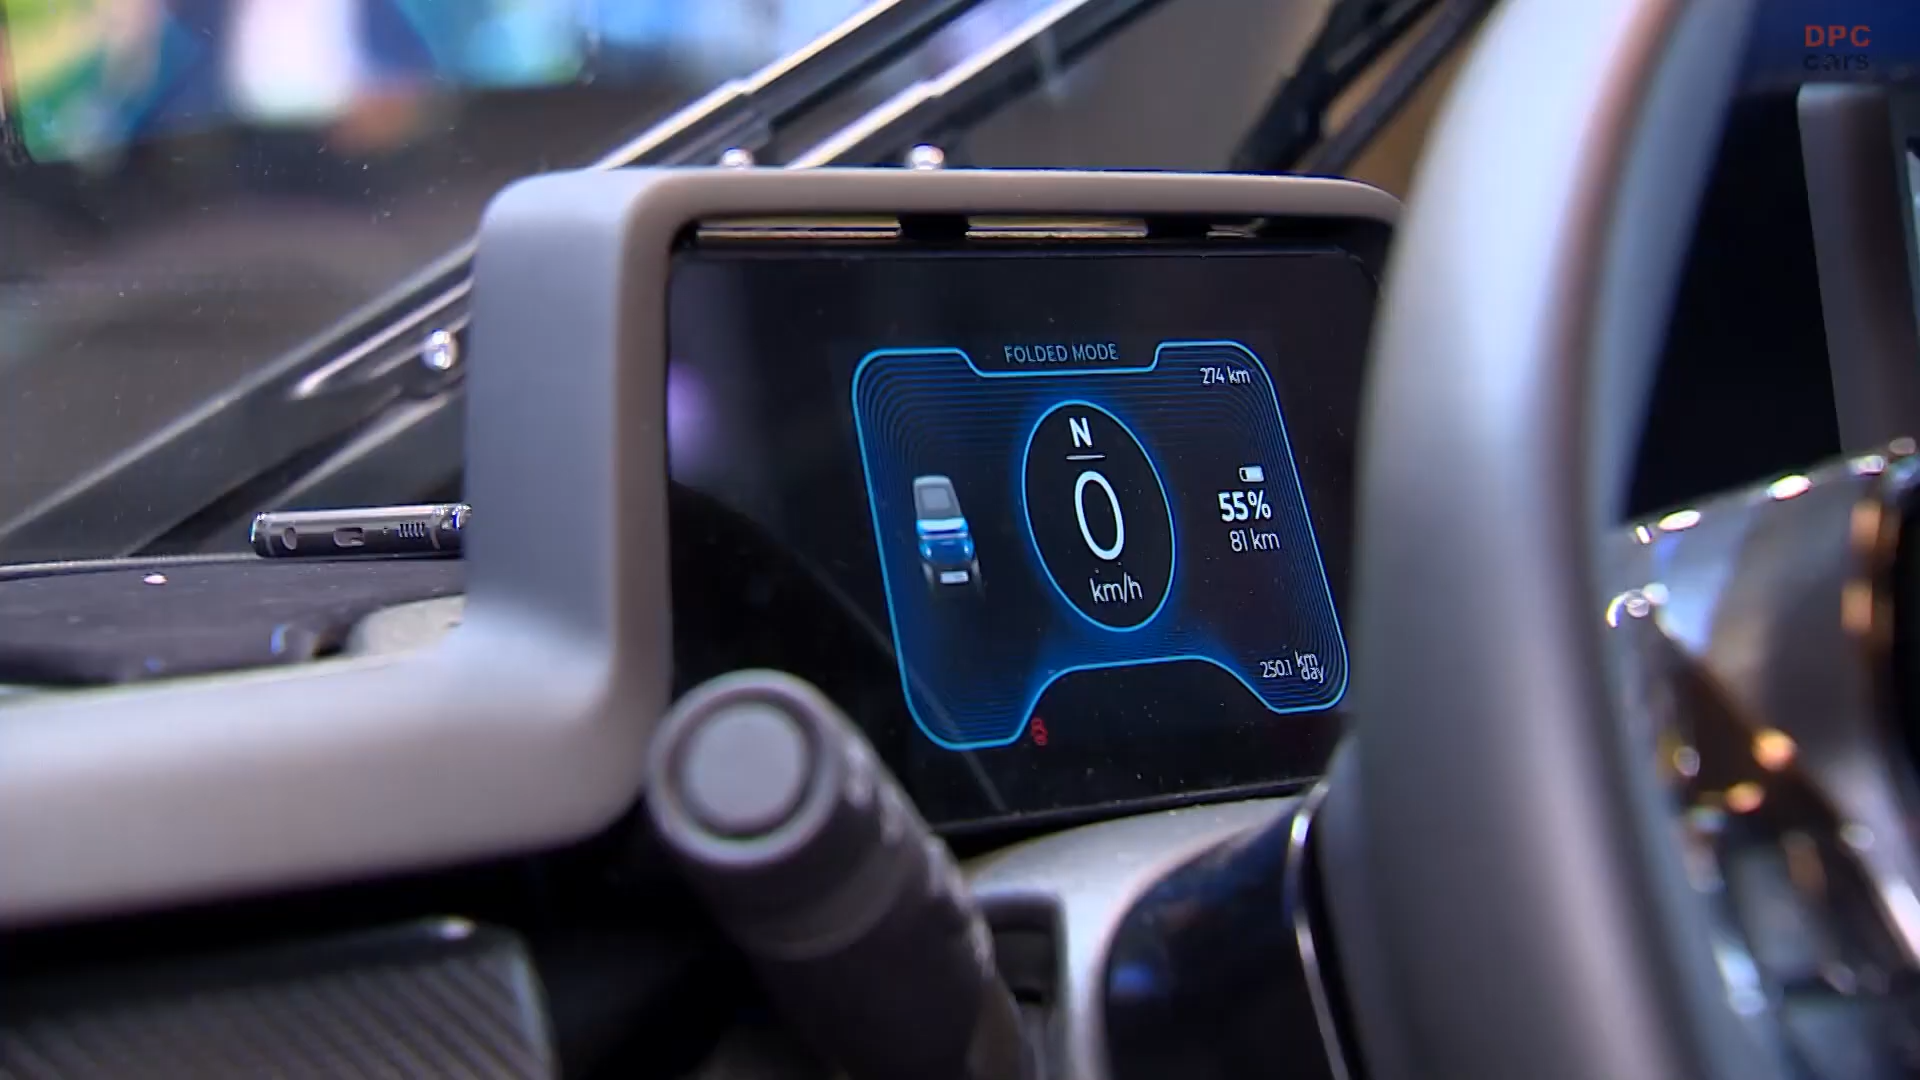 DPC
cars
FOLDED MODE
274 km
N
0
km/h
55%
81 km
250.1 km
day